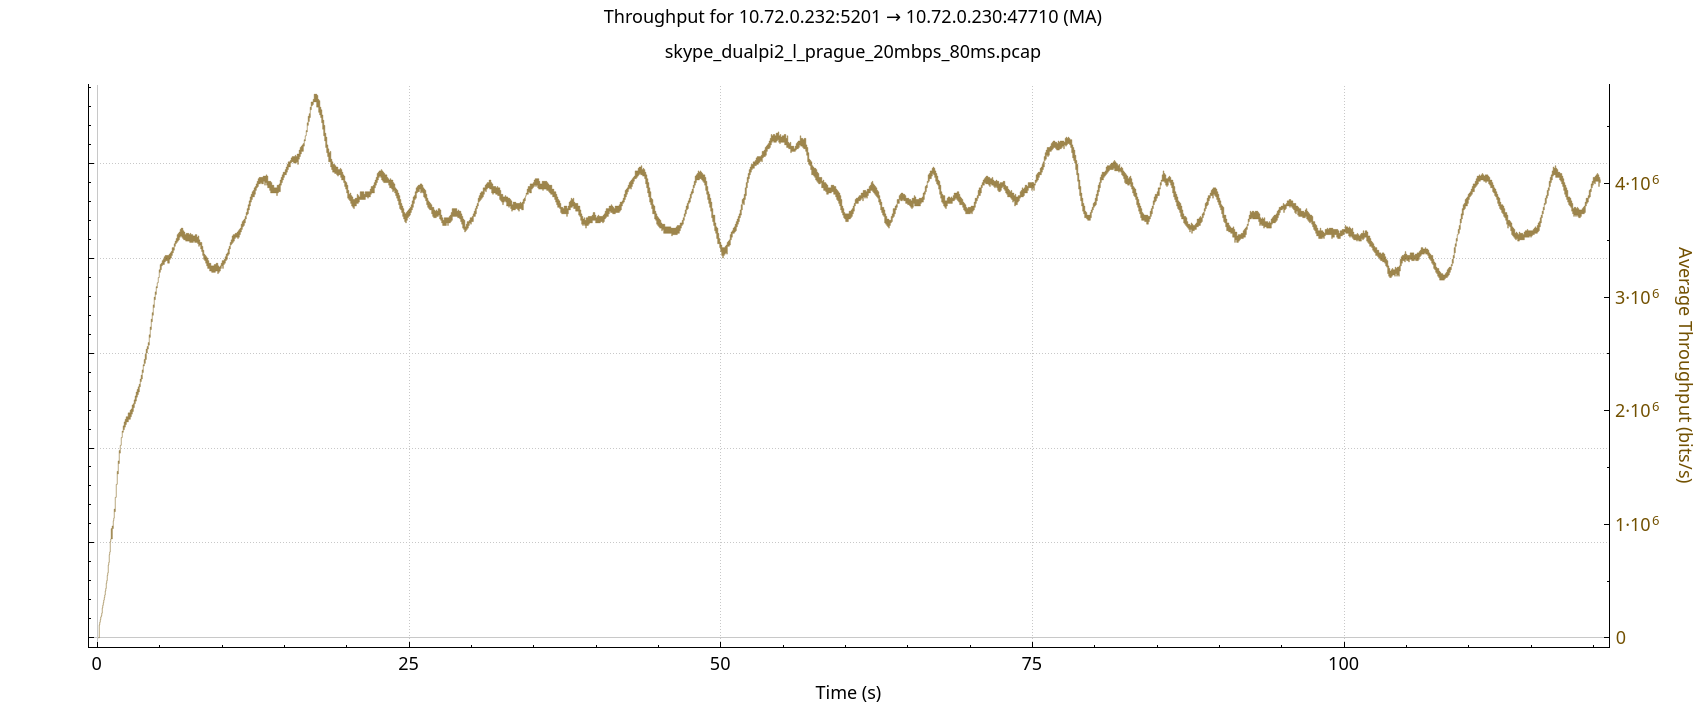 Throughput for 10.72.0.232:5201 → 10.72.0.230:47710 (MA)
skype_dualpi2_l_prague_20mbps_80ms.pcap
4·10⁶
3·10⁶
2·10⁶
1·10⁶
0
Average Throughput (bits/s)
0 25 50 75 100
Time (s)